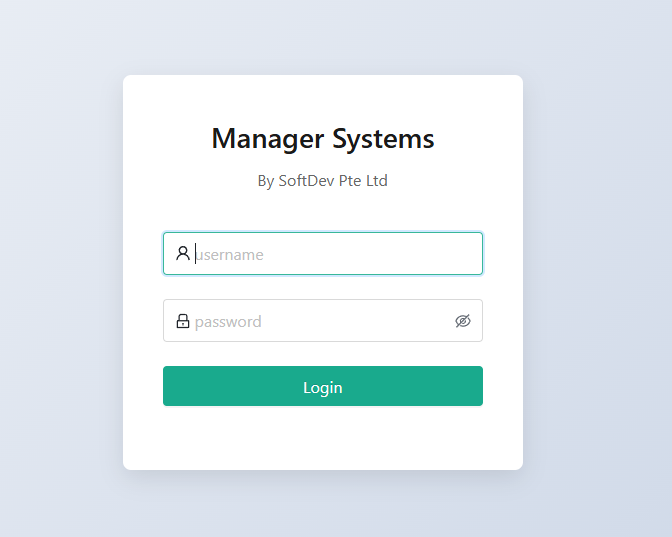 Manager Systems
By SoftDev Pte Ltd
username
password
Login